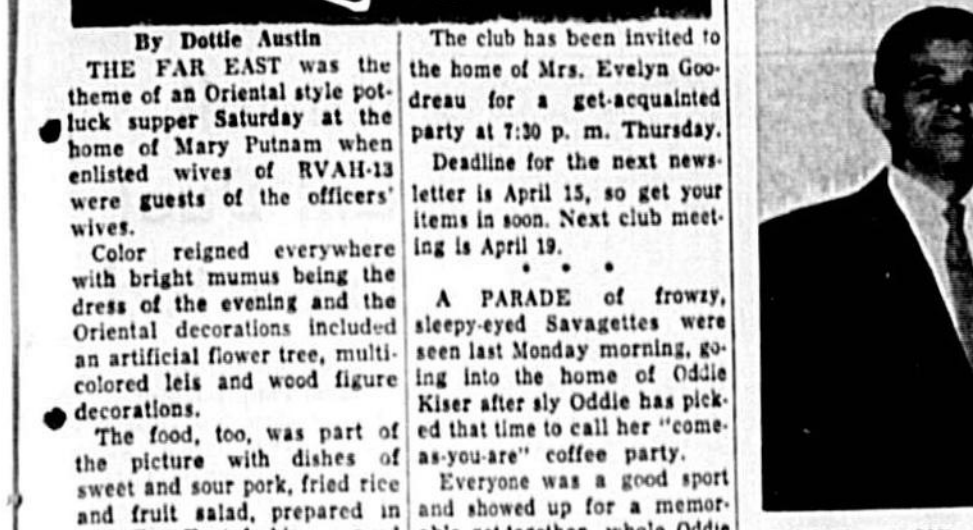 By Dottie Austin
THE FAR EAST was the
theme of an Oriental style pot-
luck supper Saturday at the
home of Mary Putnam when
enlisted wives of RVAH-13
were guests of the officers'
wives.
Color reigned everywhere
with bright mumus being the
dress of the evening and the
Oriental decorations included
an artificial flower tree, multi-
colored leis and wood figure
decorations.
The food, too, was part of
the picture with dishes of
sweet and sour pork, fried rice
and fruit salad, prepared in
The club has been invited to
the home of Mrs. Evelyn Goo-
dreau for a get-acquainted
party at 7:30 p. m. Thursday.
Deadline for the next news-
letter is April 15, so get your
items in soon. Next club meet-
ing is April 19.
• • •
A PARADE of frowzy,
sleepy-eyed Savagettes were
seen last Monday morning, go-
ing into the home of Oddie
Kiser after sly Oddie has pick-
ed that time to call her "come-
as-you-are" coffee party.
Everyone was a good sport
and showed up for a memor-
able get-together, whole Oddie